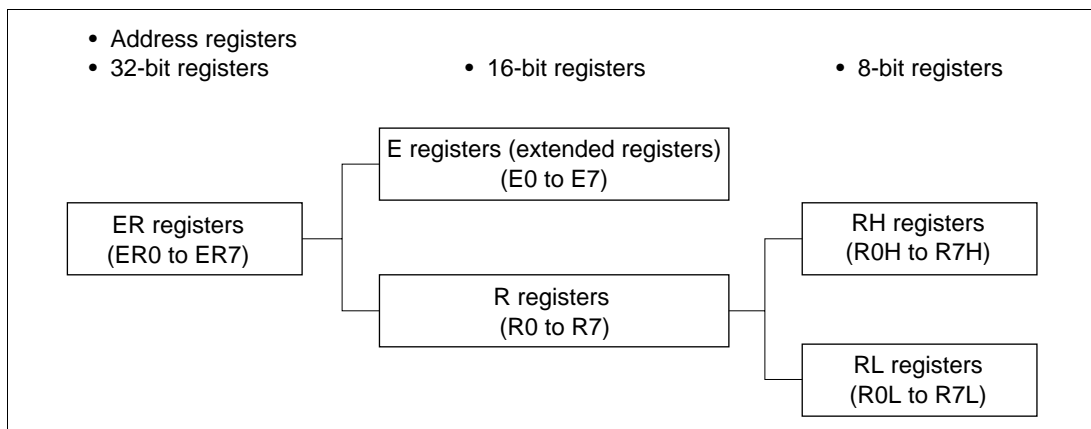 • Address registers
• 32-bit registers
• 16-bit registers
• 8-bit registers
E registers (extended registers)
(E0 to E7)
ER registers
(ER0 to ER7)
RH registers
(R0H to R7H)
R registers
(R0 to R7)
RL registers
(R0L to R7L)